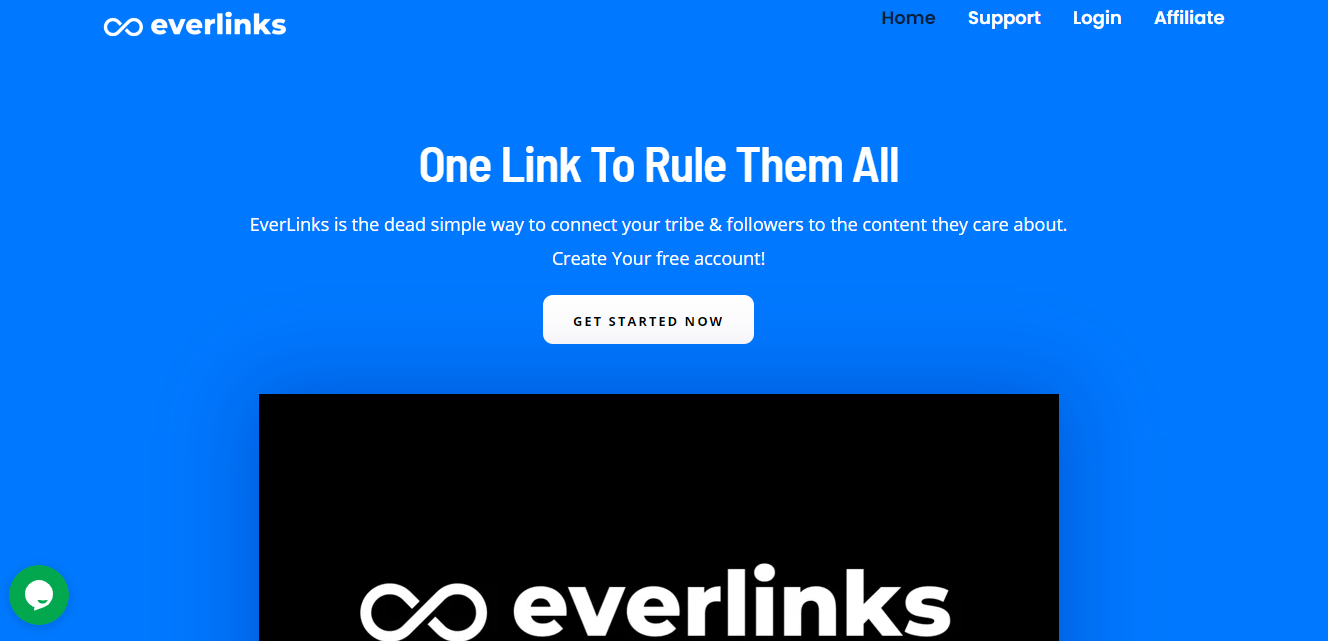 everlinks
Home Support Login Affiliate
One Link To Rule Them All
EverLinks is the dead simple way to connect your tribe & followers to the content they care about.
Create Your free account!
GET STARTED NOW
everlinks